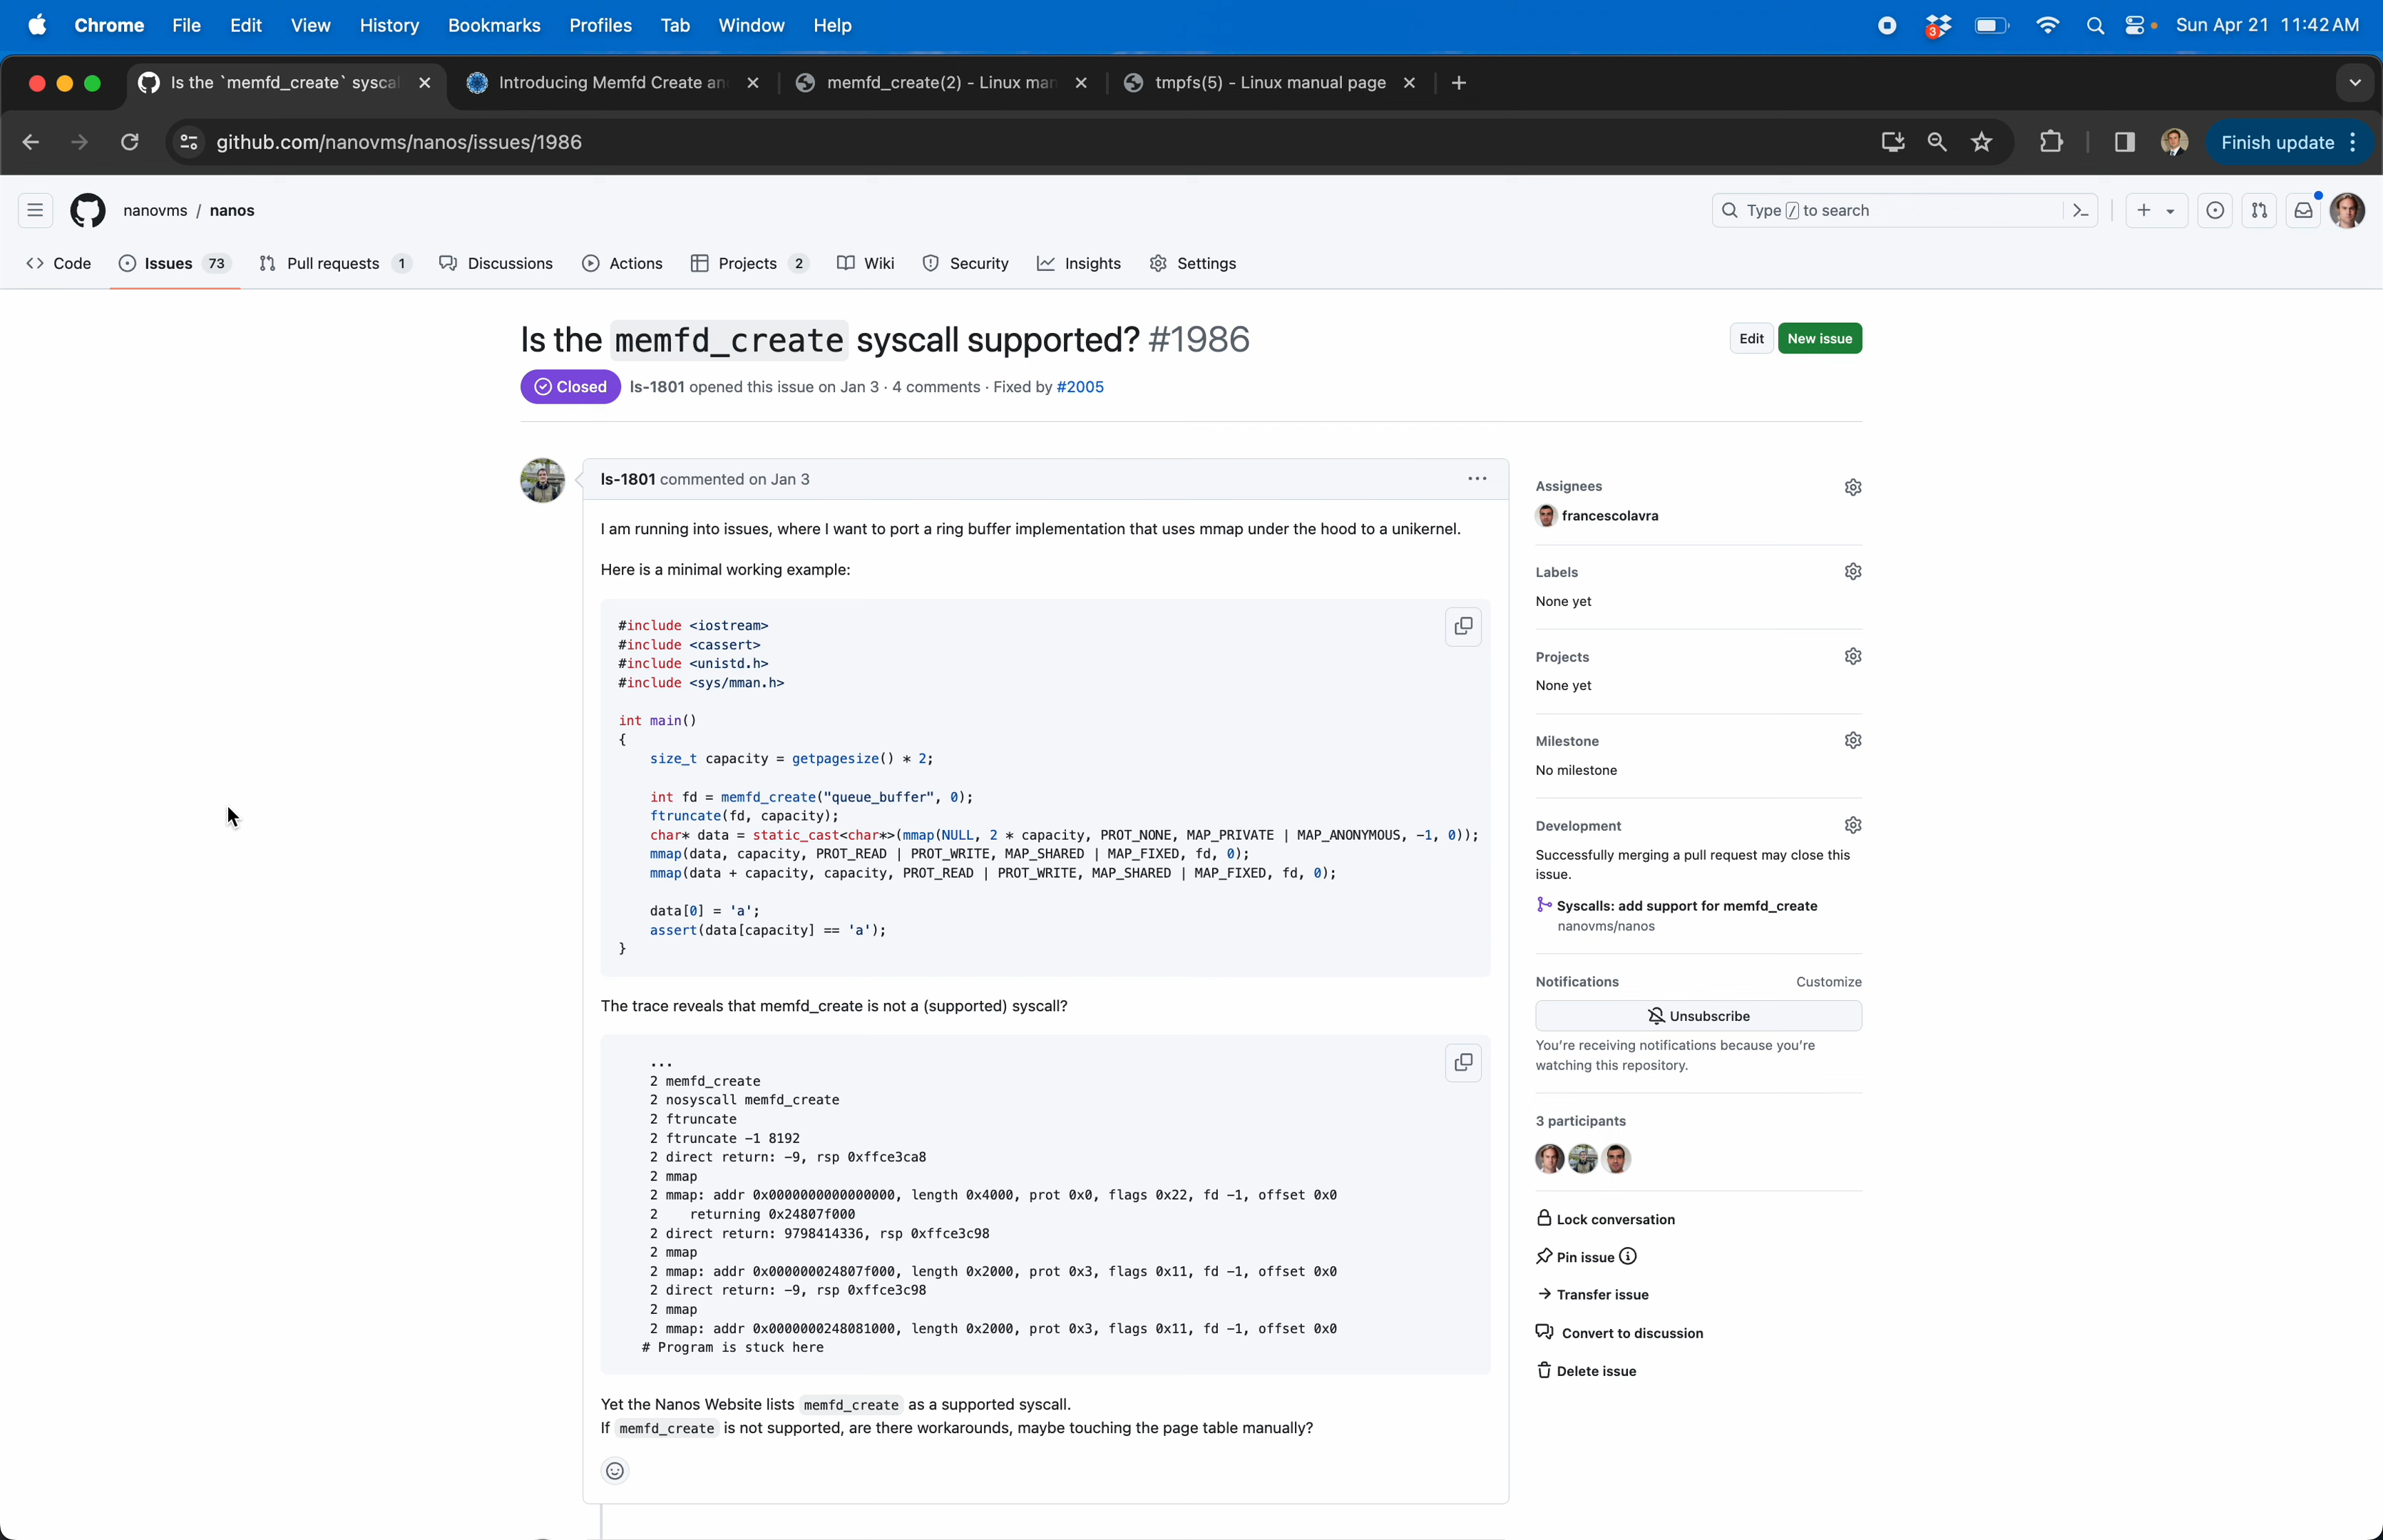 Chrome File Edit View History Bookmarks Profiles Tab Window Help 3 Sun Apr 21 11:42 AM
Is the `memfd_create` syscal Introducing Memfd Create an memfd_create(2) - Linux man tmpfs(5) - Linux manual page
github.com/nanovms/nanos/issues/1986 Finish update
nanovms / nanos Type / to search
Code Issues 73 Pull requests 1 Discussions Actions Projects 2 Wiki Security Insights Settings
Is the memfd_create syscall supported? #1986 Edit New issue
Closed ls-1801 opened this issue on Jan 3 · 4 comments · Fixed by #2005
ls-1801 commented on Jan 3
I am running into issues, where I want to port a ring buffer implementation that uses mmap under the hood to a unikernel.
Here is a minimal working example:
#include <iostream>
#include <cassert>
#include <unistd.h>
#include <sys/mman.h>
int main()
{
    size_t capacity = getpagesize() * 2;
    int fd = memfd_create("queue_buffer", 0);
    ftruncate(fd, capacity);
    char* data = static_cast<char*>(mmap(NULL, 2 * capacity, PROT_NONE, MAP_PRIVATE | MAP_ANONYMOUS, -1, 0));
    mmap(data, capacity, PROT_READ | PROT_WRITE, MAP_SHARED | MAP_FIXED, fd, 0);
    mmap(data + capacity, capacity, PROT_READ | PROT_WRITE, MAP_SHARED | MAP_FIXED, fd, 0);
    data[0] = 'a';
    assert(data[capacity] == 'a');
}
The trace reveals that memfd_create is not a (supported) syscall?
    ...
    2 memfd_create
    2 nosyscall memfd_create
    2 ftruncate
    2 ftruncate -1 8192
    2 direct return: -9, rsp 0xffce3ca8
    2 mmap
    2 mmap: addr 0x0000000000000000, length 0x4000, prot 0x0, flags 0x22, fd -1, offset 0x0
    2    returning 0x24807f000
    2 direct return: 9798414336, rsp 0xffce3c98
    2 mmap
    2 mmap: addr 0x000000024807f000, length 0x2000, prot 0x3, flags 0x11, fd -1, offset 0x0
    2 direct return: -9, rsp 0xffce3c98
    2 mmap
    2 mmap: addr 0x0000000248081000, length 0x2000, prot 0x3, flags 0x11, fd -1, offset 0x0
   # Program is stuck here
Yet the Nanos Website lists memfd_create as a supported syscall.
If memfd_create is not supported, are there workarounds, maybe touching the page table manually?
Assignees
francescolavra
Labels
None yet
Projects
None yet
Milestone
No milestone
Development
Successfully merging a pull request may close this
issue.
Syscalls: add support for memfd_create
nanovms/nanos
Notifications Customize
Unsubscribe
You're receiving notifications because you're
watching this repository.
3 participants
Lock conversation
Pin issue
Transfer issue
Convert to discussion
Delete issue